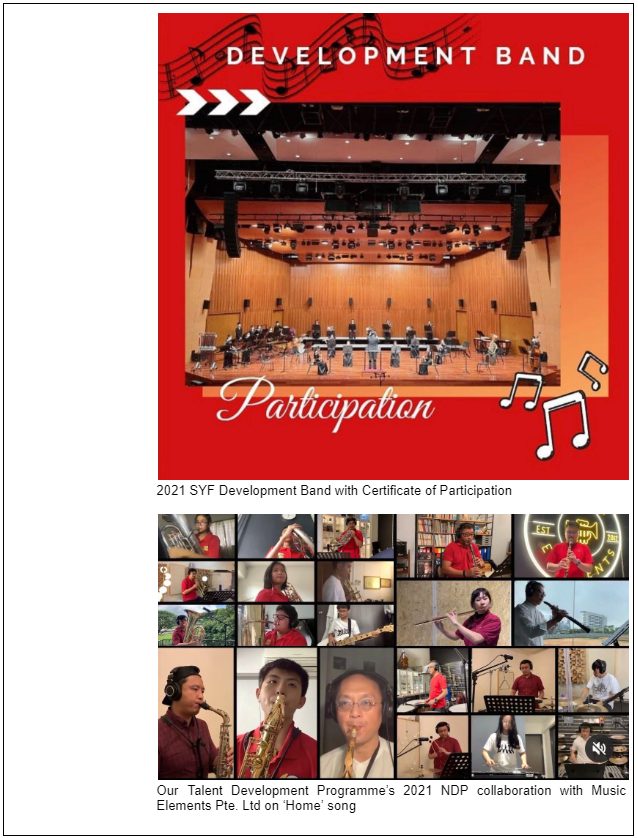 DEVELOPMENT BAND
Participation
2021 SYF Development Band with Certificate of Participation
EST
ELEMENTS
Our Talent Development Programme's 2021 NDP collaboration with Music
Elements Pte. Ltd on 'Home' song